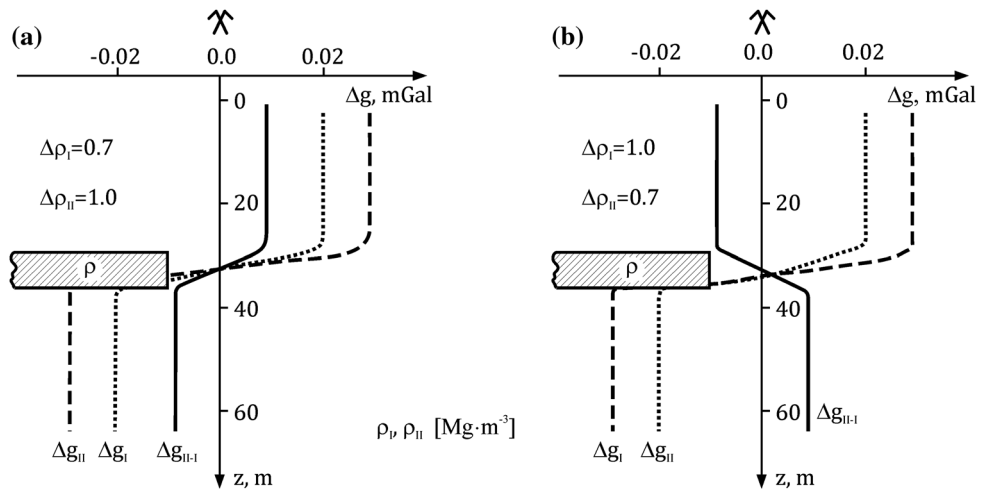 (a)
-0.02 0.0 0.02
Δg, mGal
0
Δρ_I=0.7
Δρ_II=1.0
20
ρ
40
60
Δg_II Δg_I Δg_II-I
z, m
ρ_I, ρ_II [Mg·m⁻³]
(b)
-0.02 0.0 0.02
Δg, mGal
0
Δρ_I=1.0
Δρ_II=0.7
20
ρ
40
60
Δg_II-I
Δg_I Δg_II
z, m